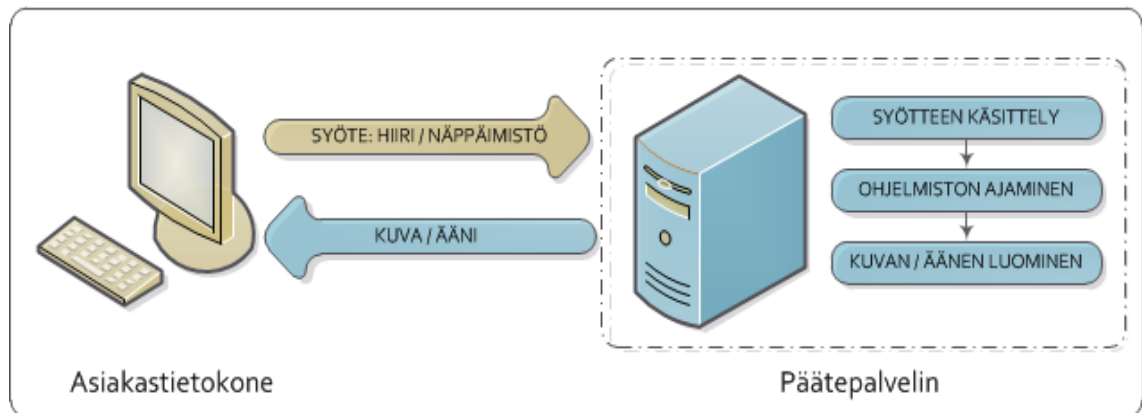 SYÖTE: HIIRI / NÄPPÄIMISTÖ
KUVA / ÄÄNI
SYÖTTEEN KÄSITTELY
OHJELMISTON AJAMINEN
KUVAN / ÄÄNEN LUOMINEN
Asiakastietokone
Päätepalvelin